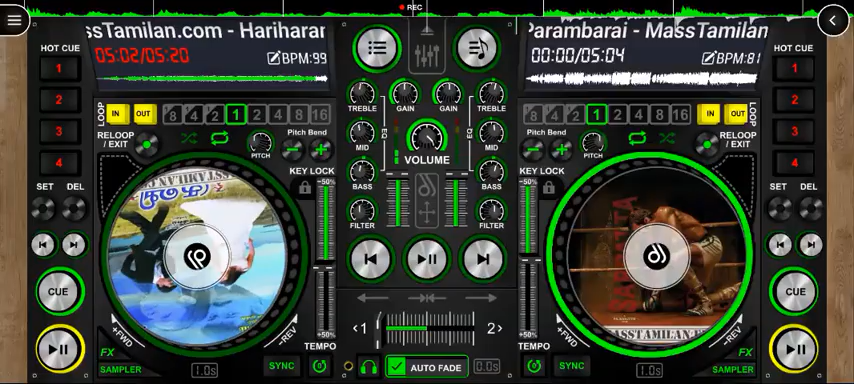 REC
ssTamilan.com - Hariharan
05:02/05:20
BPM:99
Parambarai - MassTamilan
00:00/05:04
BPM:81
HOT CUE
1
2
3
4
SET DEL
CUE
LOOP
IN OUT
/8 /4 /2 1 2 4 8 16
RELOOP
/ EXIT
PITCH
Pitch Bend
KEY LOCK
+50%
+50%
TEMPO
+FWD
-REV
FX
SAMPLER
1.0s
SYNC
TREBLE
GAIN
GAIN
TREBLE
MID
EQ
VOLUME
EQ
MID
BASS
BASS
FILTER
FILTER
1
2
AUTO FADE
0.0s
/8 /4 /2 1 2 4 8 16
IN OUT
LOOP
Pitch Bend
PITCH
RELOOP
/ EXIT
KEY LOCK
+50%
+50%
TEMPO
MASSTAMILAN.COM
+FWD
-REV
FX
SAMPLER
SYNC
1.0s
HOT CUE
1
2
3
4
SET DEL
CUE